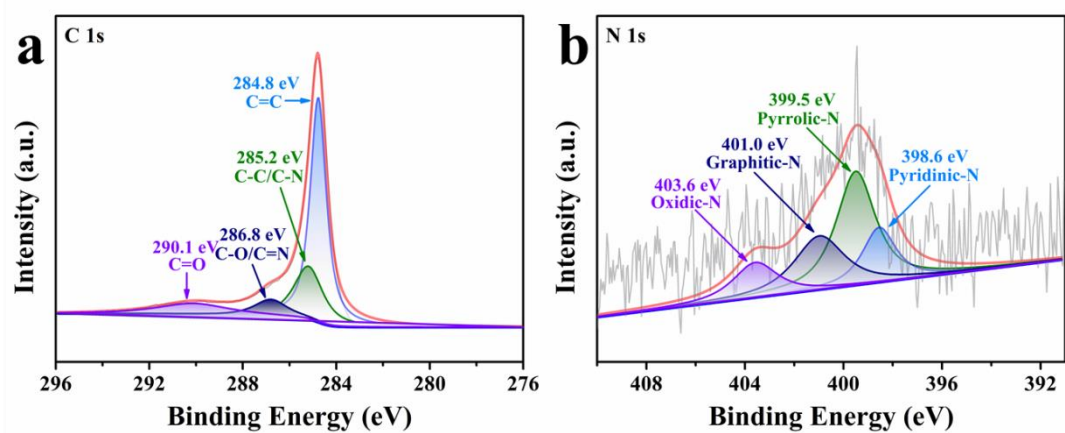 a
C 1s
284.8 eV
C=C
285.2 eV
C-C/C-N
286.8 eV
C-O/C=N
290.1 eV
C=O
Intensity (a.u.)
296 292 288 284 280 276
Binding Energy (eV)
b
N 1s
399.5 eV
Pyrrolic-N
401.0 eV
Graphitic-N
398.6 eV
Pyridinic-N
403.6 eV
Oxidic-N
Intensity (a.u.)
408 404 400 396 392
Binding Energy (eV)